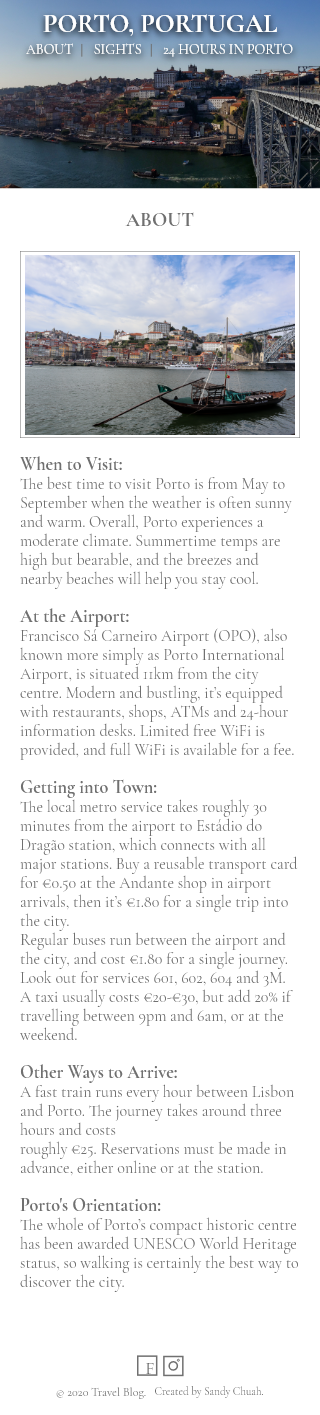 PORTO, PORTUGAL
ABOUT | SIGHTS | 24 HOURS IN PORTO
ABOUT
When to Visit:
The best time to visit Porto is from May to
September when the weather is often sunny
and warm. Overall, Porto experiences a
moderate climate. Summertime temps are
high but bearable, and the breezes and
nearby beaches will help you stay cool.
At the Airport:
Francisco Sá Carneiro Airport (OPO), also
known more simply as Porto International
Airport, is situated 11km from the city
centre. Modern and bustling, it's equipped
with restaurants, shops, ATMs and 24-hour
information desks. Limited free WiFi is
provided, and full WiFi is available for a fee.
Getting into Town:
The local metro service takes roughly 30
minutes from the airport to Estádio do
Dragão station, which connects with all
major stations. Buy a reusable transport card
for €0.50 at the Andante shop in airport
arrivals, then it's €1.80 for a single trip into
the city.
Regular buses run between the airport and
the city, and cost €1.80 for a single journey.
Look out for services 601, 602, 604 and 3M.
A taxi usually costs €20-€30, but add 20% if
travelling between 9pm and 6am, or at the
weekend.
Other Ways to Arrive:
A fast train runs every hour between Lisbon
and Porto. The journey takes around three
hours and costs
roughly €25. Reservations must be made in
advance, either online or at the station.
Porto's Orientation:
The whole of Porto's compact historic centre
has been awarded UNESCO World Heritage
status, so walking is certainly the best way to
discover the city.
F
© 2020 Travel Blog. Created by Sandy Chuah.